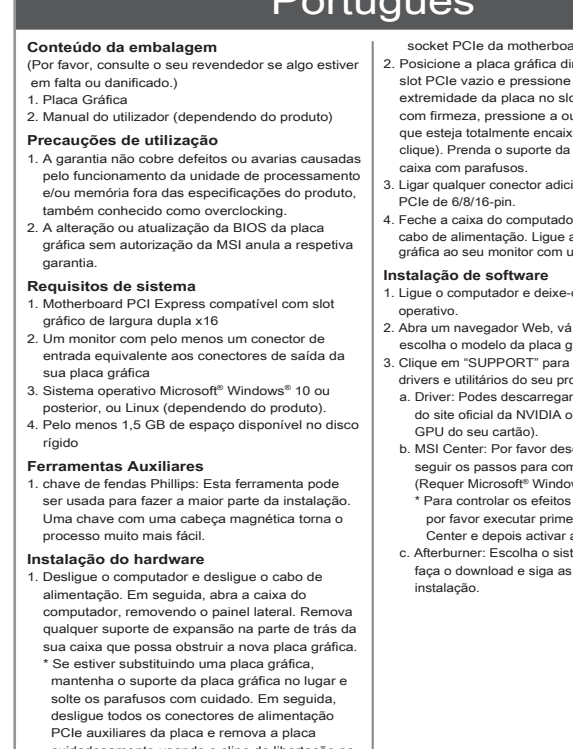 Português
Conteúdo da embalagem
(Por favor, consulte o seu revendedor se algo estiver
em falta ou danificado.)
1. Placa Gráfica
2. Manual do utilizador (dependendo do produto)
Precauções de utilização
1. A garantia não cobre defeitos ou avarias causadas
pelo funcionamento da unidade de processamento
e/ou memória fora das especificações do produto,
também conhecido como overclocking.
2. A alteração ou atualização da BIOS da placa
gráfica sem autorização da MSI anula a respetiva
garantia.
Requisitos de sistema
1. Motherboard PCI Express compatível com slot
gráfico de largura dupla x16
2. Um monitor com pelo menos um conector de
entrada equivalente aos conectores de saída da
sua placa gráfica
3. Sistema operativo Microsoft® Windows® 10 ou
posterior, ou Linux (dependendo do produto).
4. Pelo menos 1,5 GB de espaço disponível no disco
rígido
Ferramentas Auxiliares
1. chave de fendas Phillips: Esta ferramenta pode
ser usada para fazer a maior parte da instalação.
Uma chave com uma cabeça magnética torna o
processo muito mais fácil.
Instalação do hardware
1. Desligue o computador e desligue o cabo de
alimentação. Em seguida, abra a caixa do
computador, removendo o painel lateral. Remova
qualquer suporte de expansão na parte de trás da
sua caixa que possa obstruir a nova placa gráfica.
* Se estiver substituindo uma placa gráfica,
mantenha o suporte da placa gráfica no lugar e
solte os parafusos com cuidado. Em seguida,
desligue todos os conectores de alimentação
PCIe auxiliares da placa e remova a placa
socket PCIe da
2. Posicione a placa gráfica
slot PCIe vazio e pressione
extremidade da placa no
com firmeza, pressione a
que esteja totalmente
clique). Prenda o suporte da
caixa com parafusos.
3. Ligar qualquer conector
PCIe de 6/8/16-pin.
4. Feche a caixa do
cabo de alimentação. Ligue
gráfica ao seu monitor com
Instalação de software
1. Ligue o computador e
operativo.
2. Abra um navegador Web, vá
escolha o modelo da placa
3. Clique em “SUPPORT” para
drivers e utilitários do seu
a. Driver: Podes
do site oficial da NVIDIA
GPU do seu cartão).
b. MSI Center: Por favor
seguir os passos para
(Requer Microsoft®
* Para controlar os efeitos
por favor executar
Center e depois activar
c. Afterburner: Escolha o
faça o download e siga as
instalação.